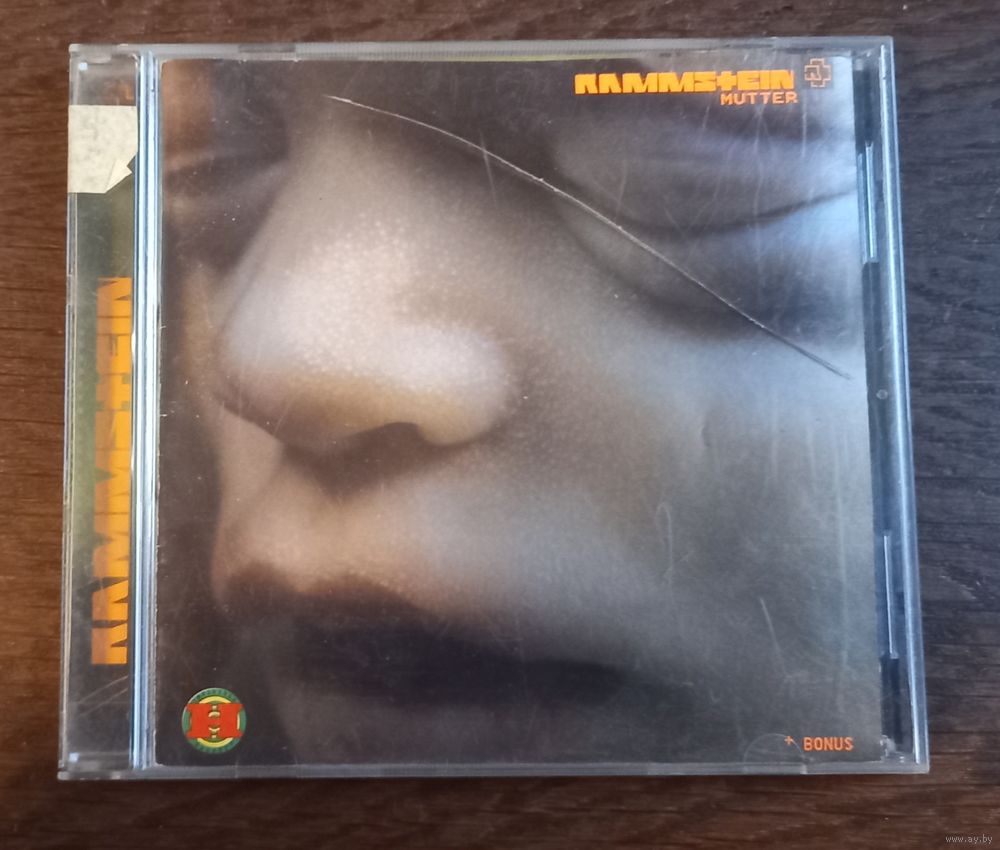 RAMMSTEIN
MUTTER
RAMMSTEIN
H
+ BONUS
www.ay.by